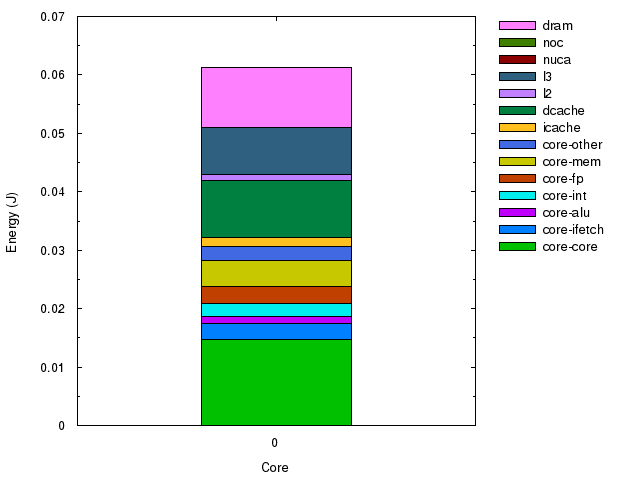 0.07
0.06
0.05
0.04
0.03
0.02
0.01
0
Energy (J)
0
Core
dram
noc
nuca
l3
l2
dcache
icache
core-other
core-mem
core-fp
core-int
core-alu
core-ifetch
core-core